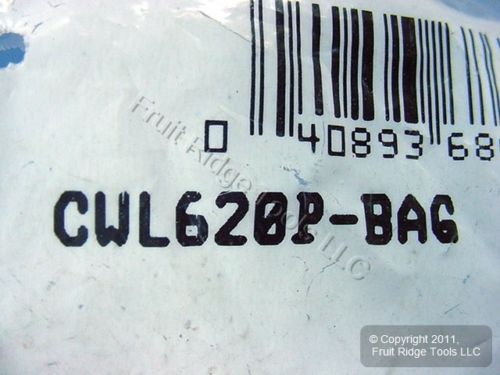 0 40893 68
CWL620P-BAG
Fruit Ridge Tools LLC
© Copyright 2011,
Fruit Ridge Tools LLC